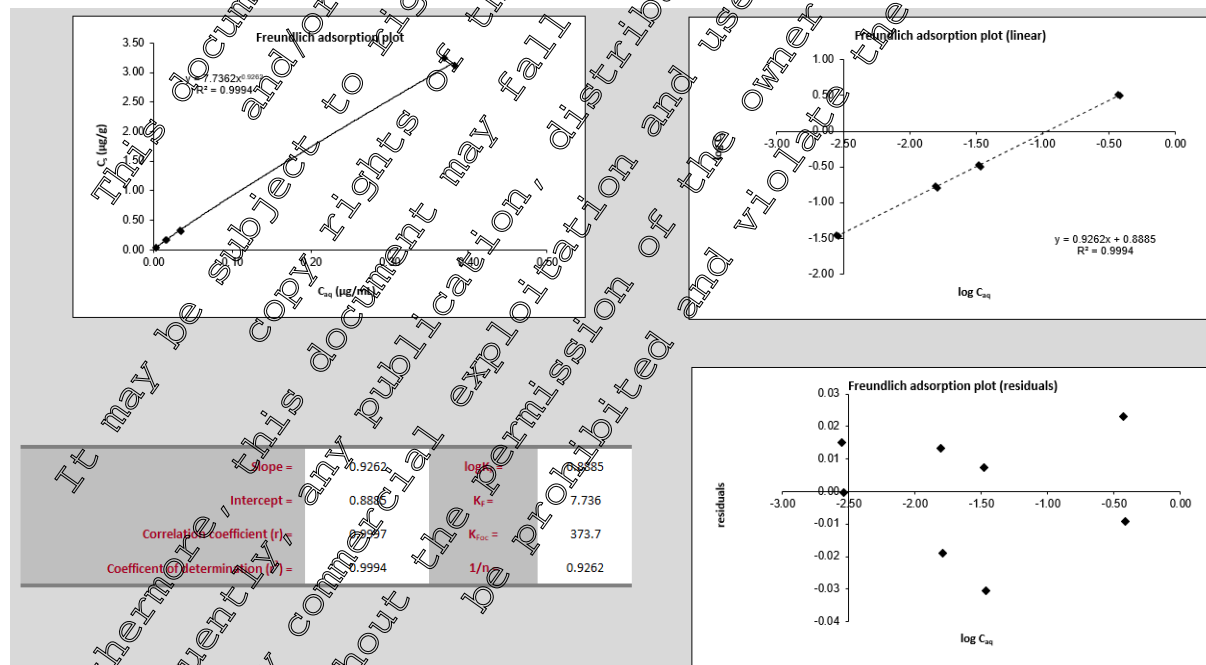 Freundlich adsorption plot
3.50
3.00
2.50
2.00
1.50
1.00
0.50
0.00
y = 7.7362x^0.9262
R² = 0.9994
Cs (µg/g)
0.00
0.50
Caq (µg/mL)
Freundlich adsorption plot (linear)
1.00
0.50
0.00
-0.50
-1.00
-1.50
-2.00
-3.00 -2.50 -2.00 -1.50 -1.00 -0.50 0.00
y = 0.9262x + 0.8885
R² = 0.9994
log Caq
Freundlich adsorption plot (residuals)
0.03
0.02
0.01
0.00
-0.01
-0.02
-0.03
-0.04
-3.00 -2.50 -2.00 -1.50 -1.00 -0.50 0.00
residuals
log Caq
Slope = 0.9262 0.8885
Intercept = 0.8885 KF = 7.736
Correlation coefficient (r) = 0.9997 KFoc = 373.7
Coefficent of determination = 0.9994 1/n 0.9262
This document
It may be subject to rights
and/or copy rights of the
this document may fall
any publication, distribution
commercial exploitation and use
the permission of the owner
be prohibited and violate the